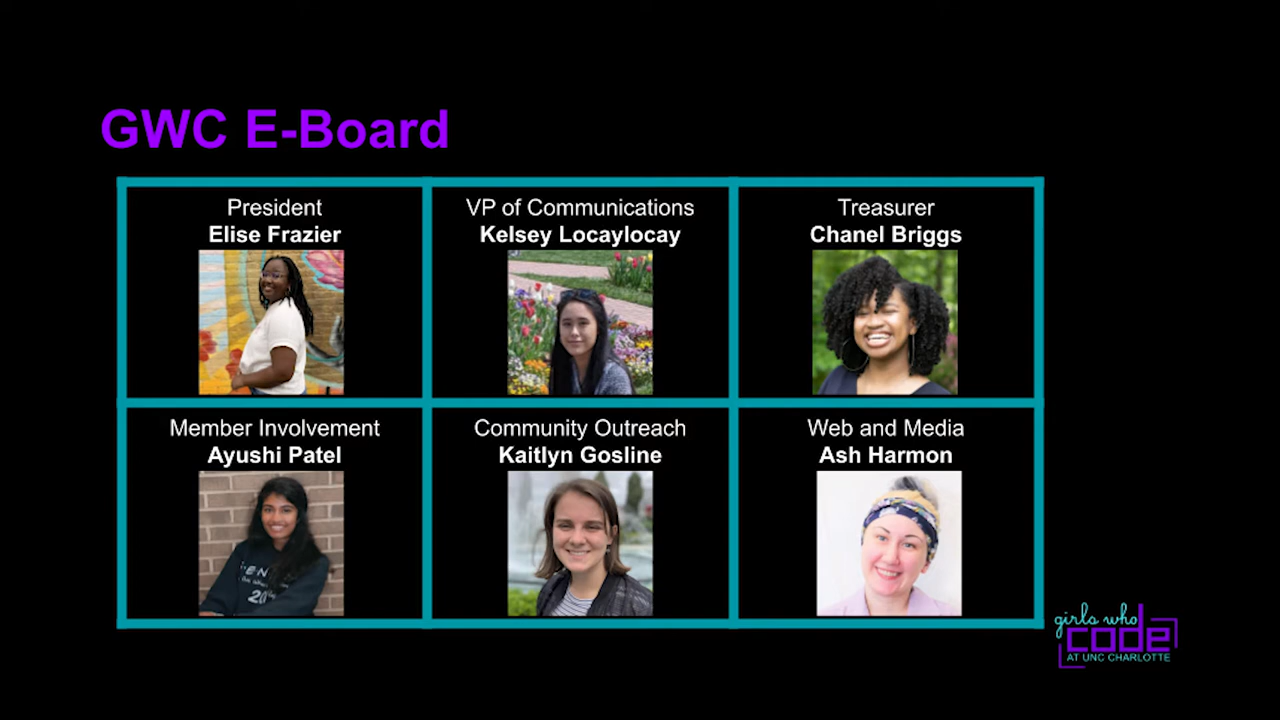 GWC E-Board
President
Elise Frazier
VP of Communications
Kelsey Locaylocay
Treasurer
Chanel Briggs
Member Involvement
Ayushi Patel
Community Outreach
Kaitlyn Gosline
Web and Media
Ash Harmon
girls who
code
AT UNC CHARLOTTE